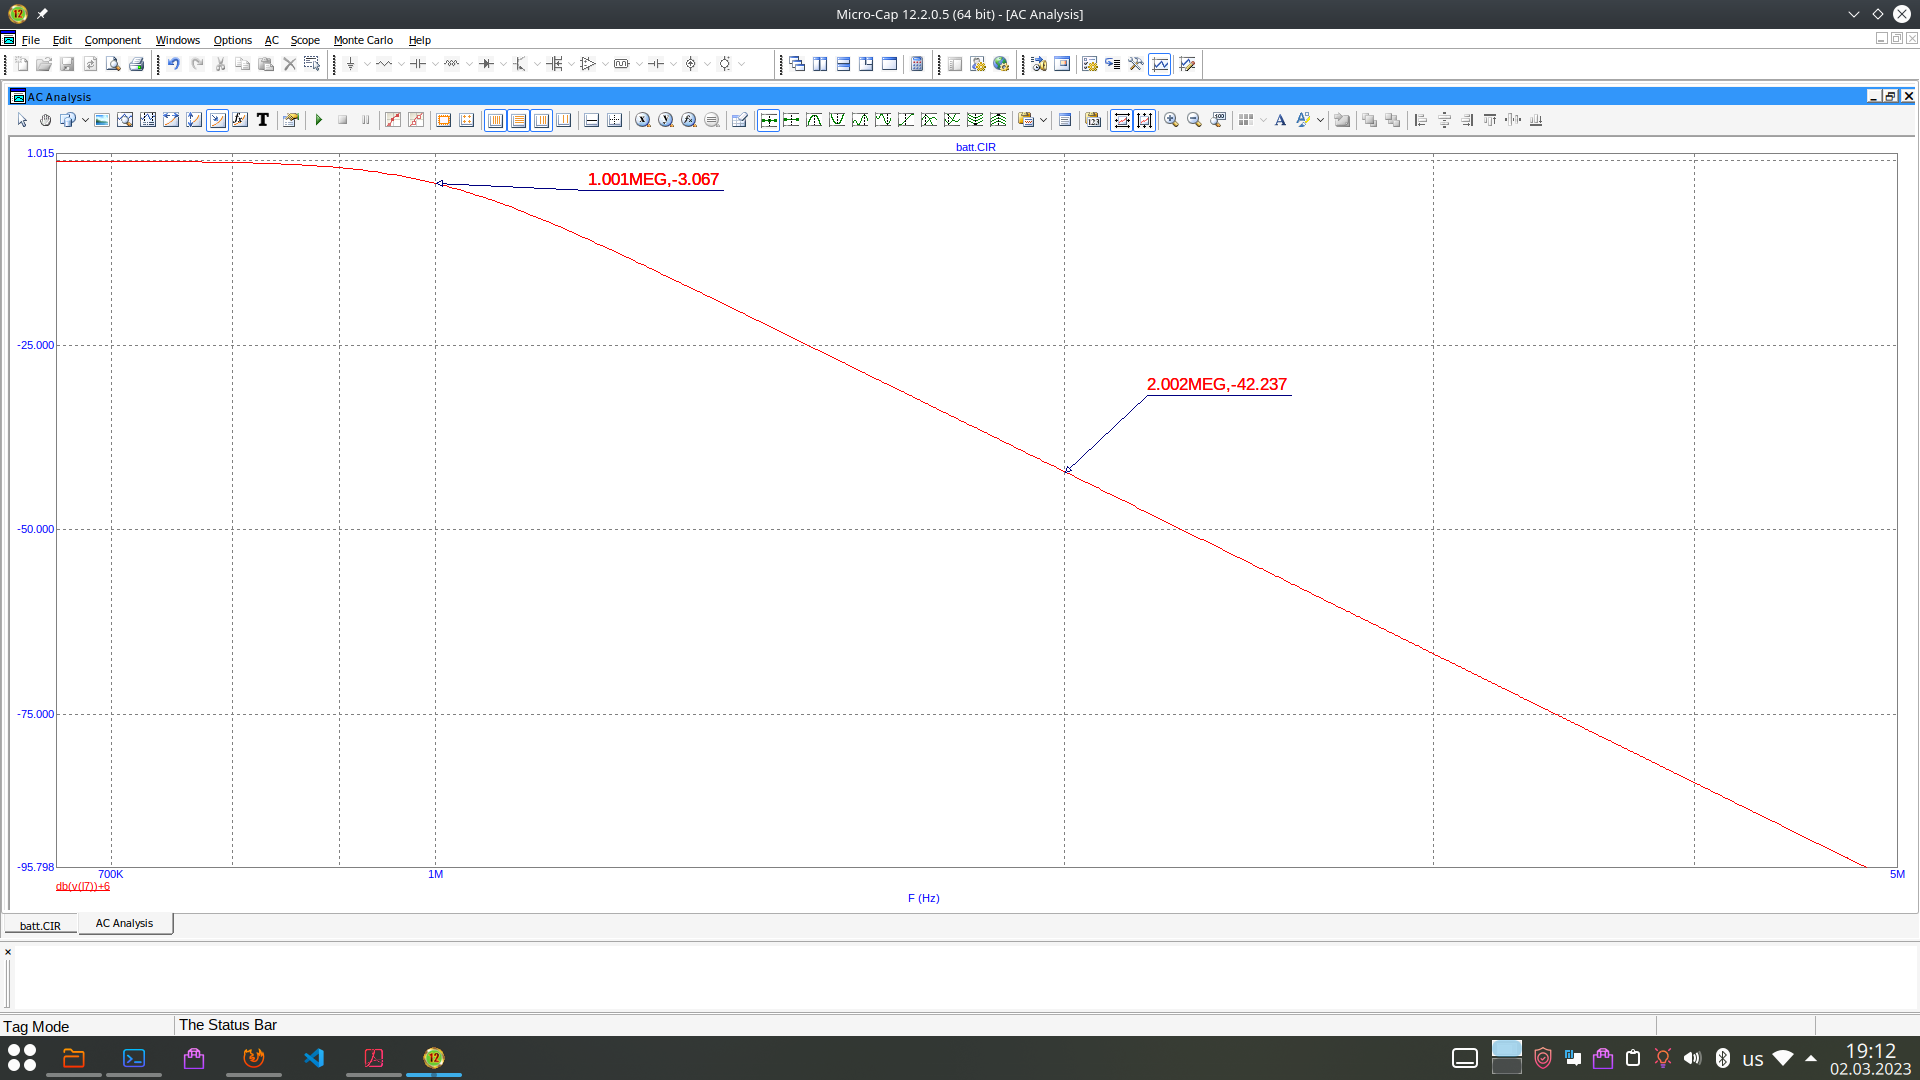 Micro-Cap 12.2.0.5 (64 bit) - [AC Analysis]
File Edit Component Windows Options AC Scope Monte Carlo Help
AC Analysis
batt.CIR
1.015
1.001MEG,-3.067
-25.000
2.002MEG,-42.237
-50.000
-75.000
-95.798
700K 1M 5M
db(v(l7))+6
F (Hz)
batt.CIR AC Analysis
Tag Mode The Status Bar
us 19:12
02.03.2023